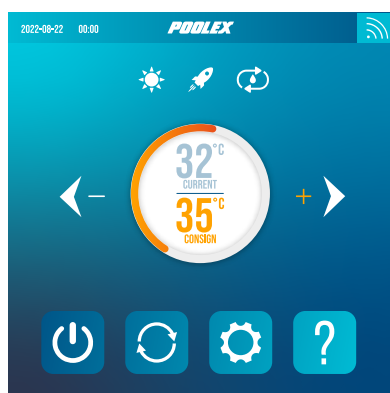 2022-08-22 00:00 POOLEX
32°C
CURRENT
35°C
CONSIGN
− +
?